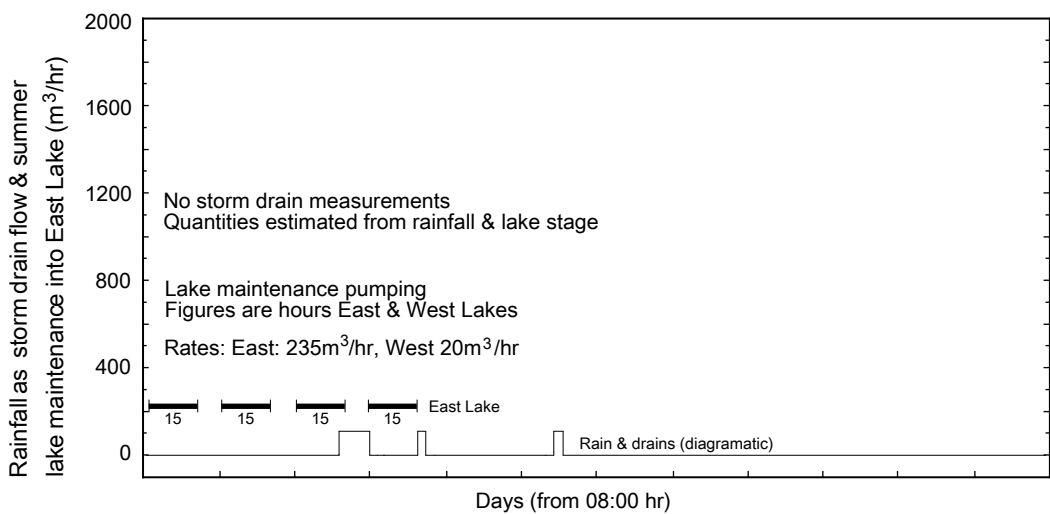 Rainfall as storm drain flow & summer
lake maintenance into East Lake (m³/hr)
2000
1600
1200
800
400
0
No storm drain measurements
Quantities estimated from rainfall & lake stage
Lake maintenance pumping
Figures are hours East & West Lakes
Rates: East: 235m³/hr, West 20m³/hr
15 15 15 15 East Lake
Rain & drains (diagramatic)
Days (from 08:00 hr)